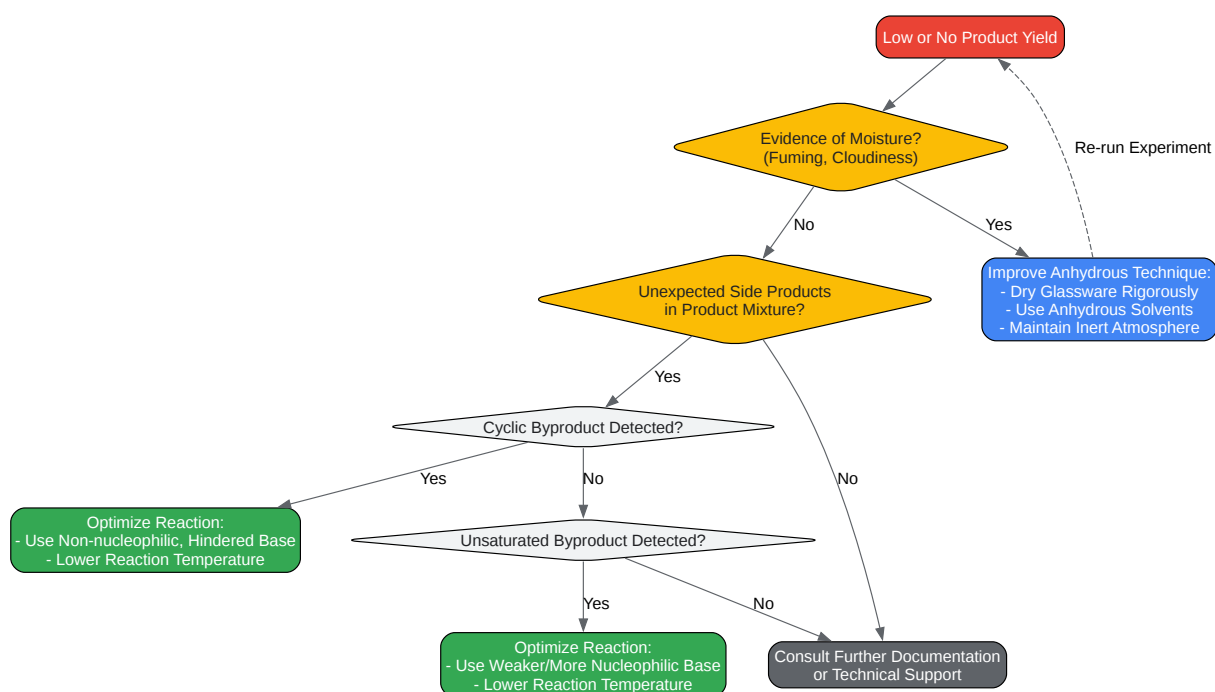 Low or No Product Yield
Evidence of Moisture?
(Fuming, Cloudiness)
Re-run Experiment
No
Yes
Unexpected Side Products
in Product Mixture?
Improve Anhydrous Technique:
- Dry Glassware Rigorously
- Use Anhydrous Solvents
- Maintain Inert Atmosphere
Yes
Cyclic Byproduct Detected?
Yes
No
No
Optimize Reaction:
- Use Non-nucleophilic, Hindered Base
- Lower Reaction Temperature
Unsaturated Byproduct Detected?
Yes
No
Optimize Reaction:
- Use Weaker/More Nucleophilic Base
- Lower Reaction Temperature
Consult Further Documentation
or Technical Support